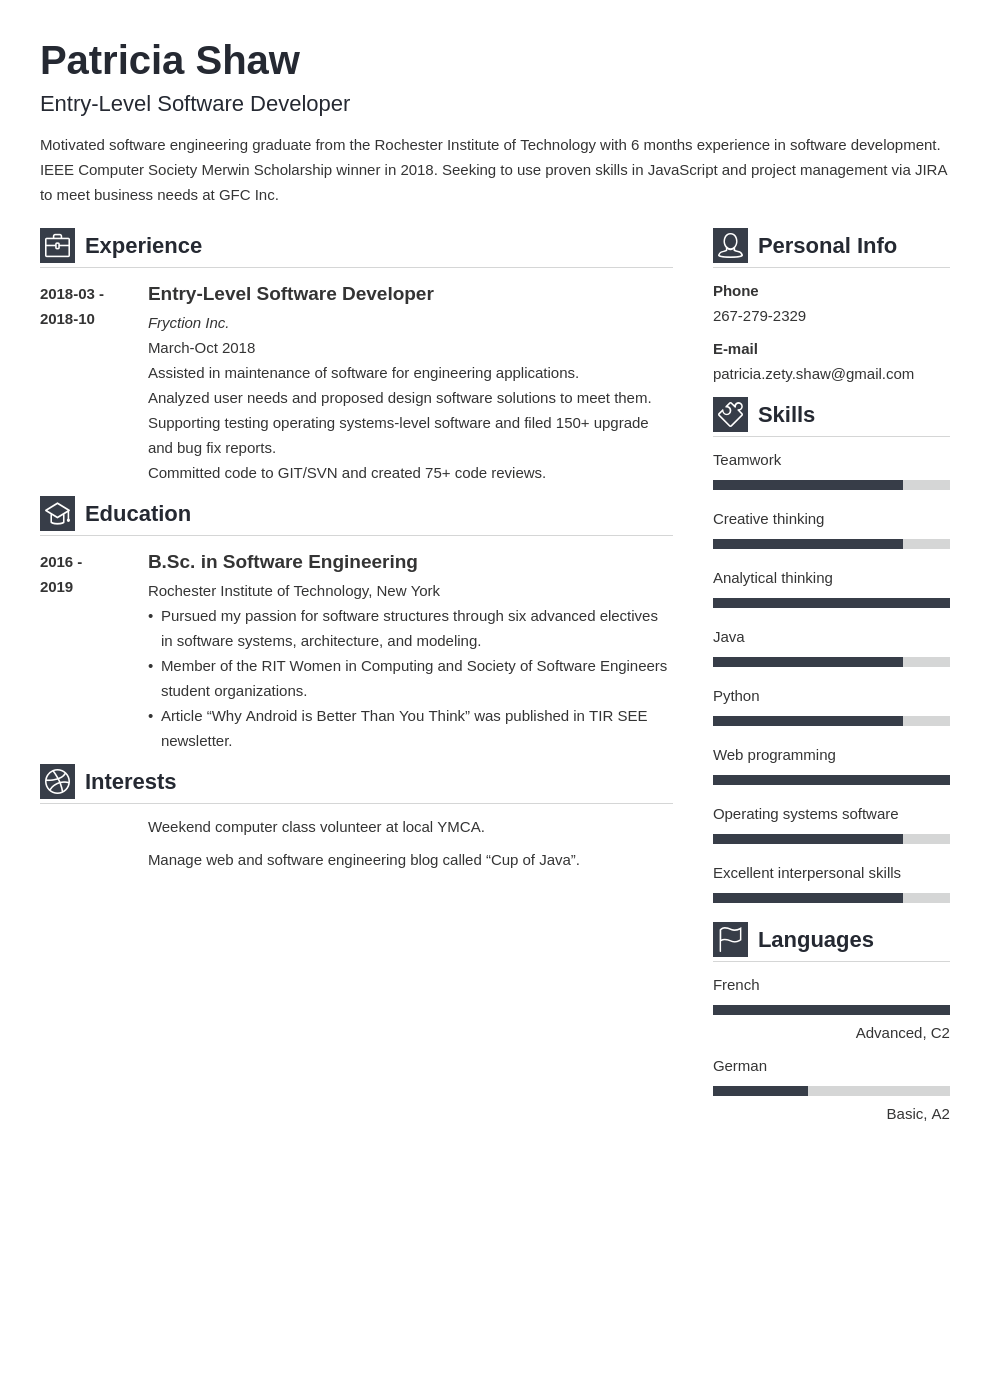 Patricia Shaw
Entry-Level Software Developer
Motivated software engineering graduate from the Rochester Institute of Technology with 6 months experience in software development.
IEEE Computer Society Merwin Scholarship winner in 2018. Seeking to use proven skills in JavaScript and project management via JIRA
to meet business needs at GFC Inc.
Experience
2018-03 -
2018-10
Entry-Level Software Developer
Fryction Inc.
March-Oct 2018
Assisted in maintenance of software for engineering applications.
Analyzed user needs and proposed design software solutions to meet them.
Supporting testing operating systems-level software and filed 150+ upgrade
and bug fix reports.
Committed code to GIT/SVN and created 75+ code reviews.
Education
2016 -
2019
B.Sc. in Software Engineering
Rochester Institute of Technology, New York
• Pursued my passion for software structures through six advanced electives
in software systems, architecture, and modeling.
• Member of the RIT Women in Computing and Society of Software Engineers
student organizations.
• Article “Why Android is Better Than You Think” was published in TIR SEE
newsletter.
Interests
Weekend computer class volunteer at local YMCA.
Manage web and software engineering blog called “Cup of Java”.
Personal Info
Phone
267-279-2329
E-mail
patricia.zety.shaw@gmail.com
Skills
Teamwork
Creative thinking
Analytical thinking
Java
Python
Web programming
Operating systems software
Excellent interpersonal skills
Languages
French
Advanced, C2
German
Basic, A2